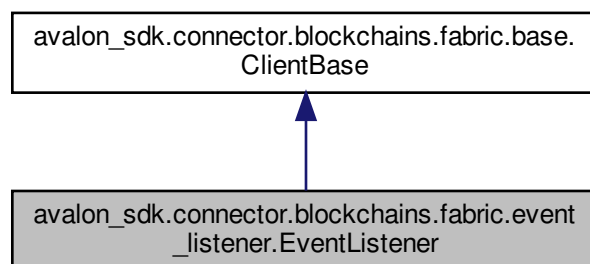 avalon_sdk.connector.blockchains.fabric.base.
ClientBase
avalon_sdk.connector.blockchains.fabric.event
_listener.EventListener